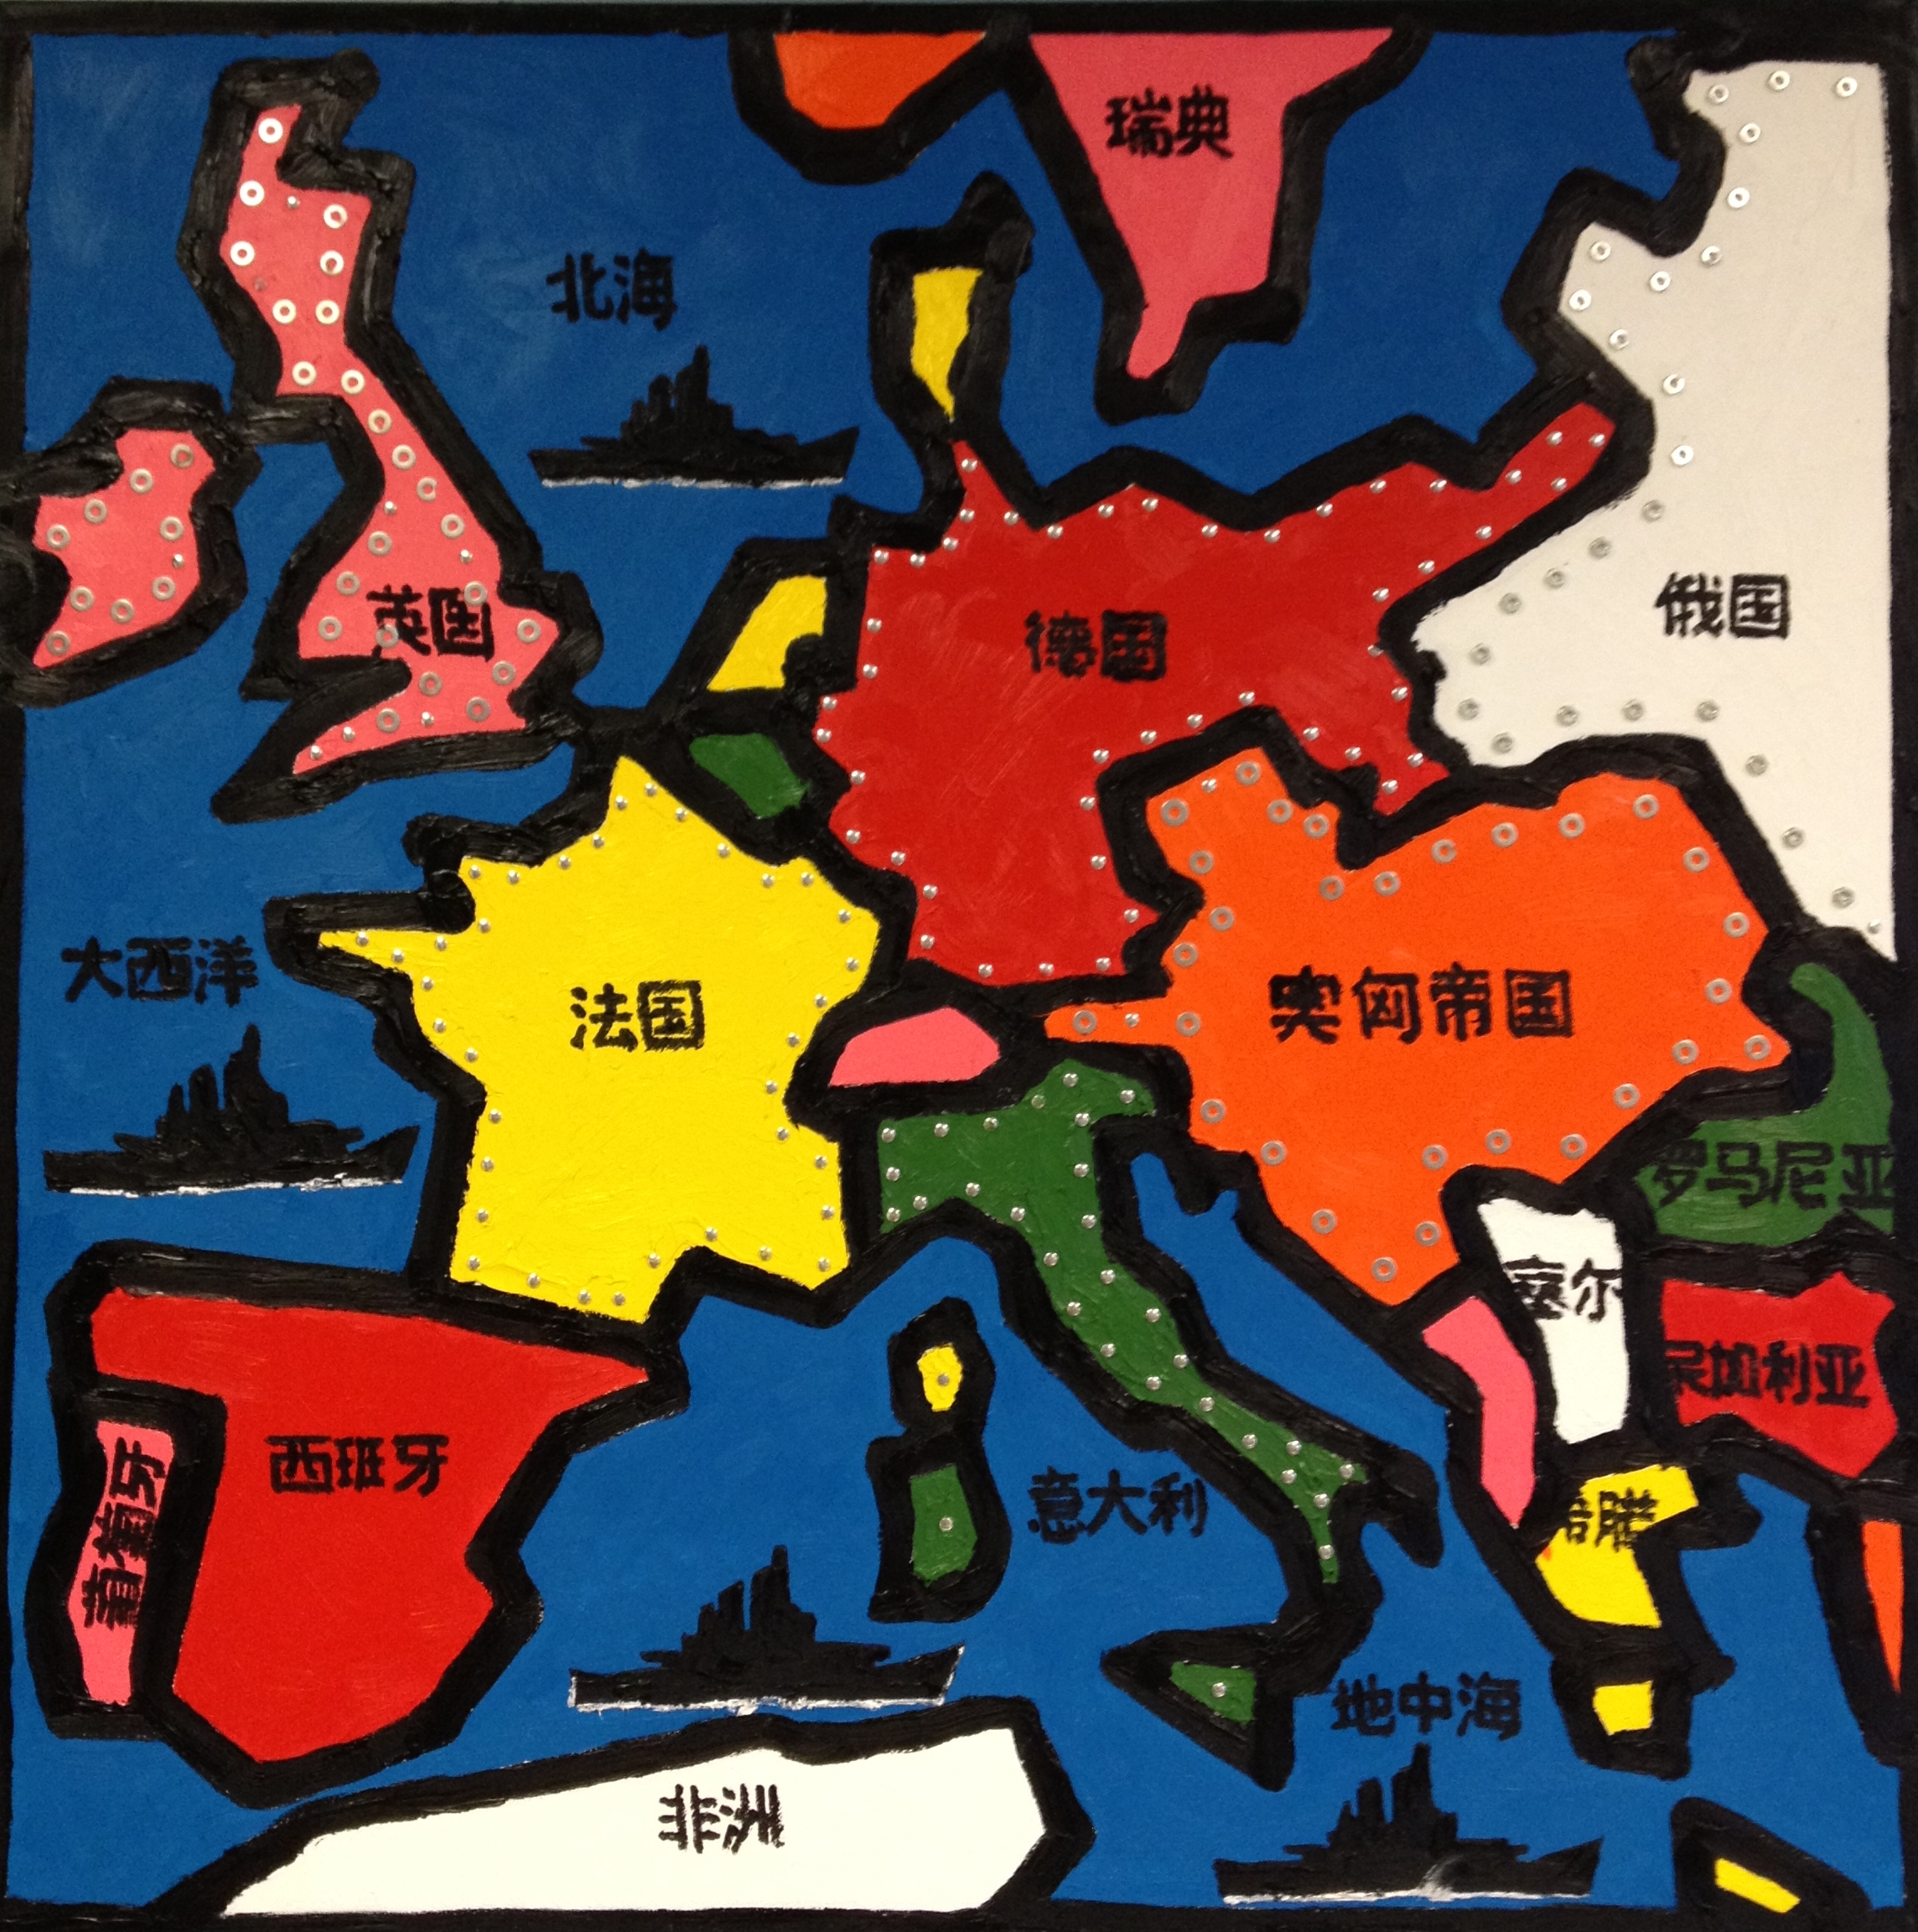 瑞典
北海
英国
德国
俄国
大西洋
法国
奥匈帝国
罗马尼亚
塞尔
加利亚
西班牙
葡萄牙
意大利
希腊
地中海
非洲